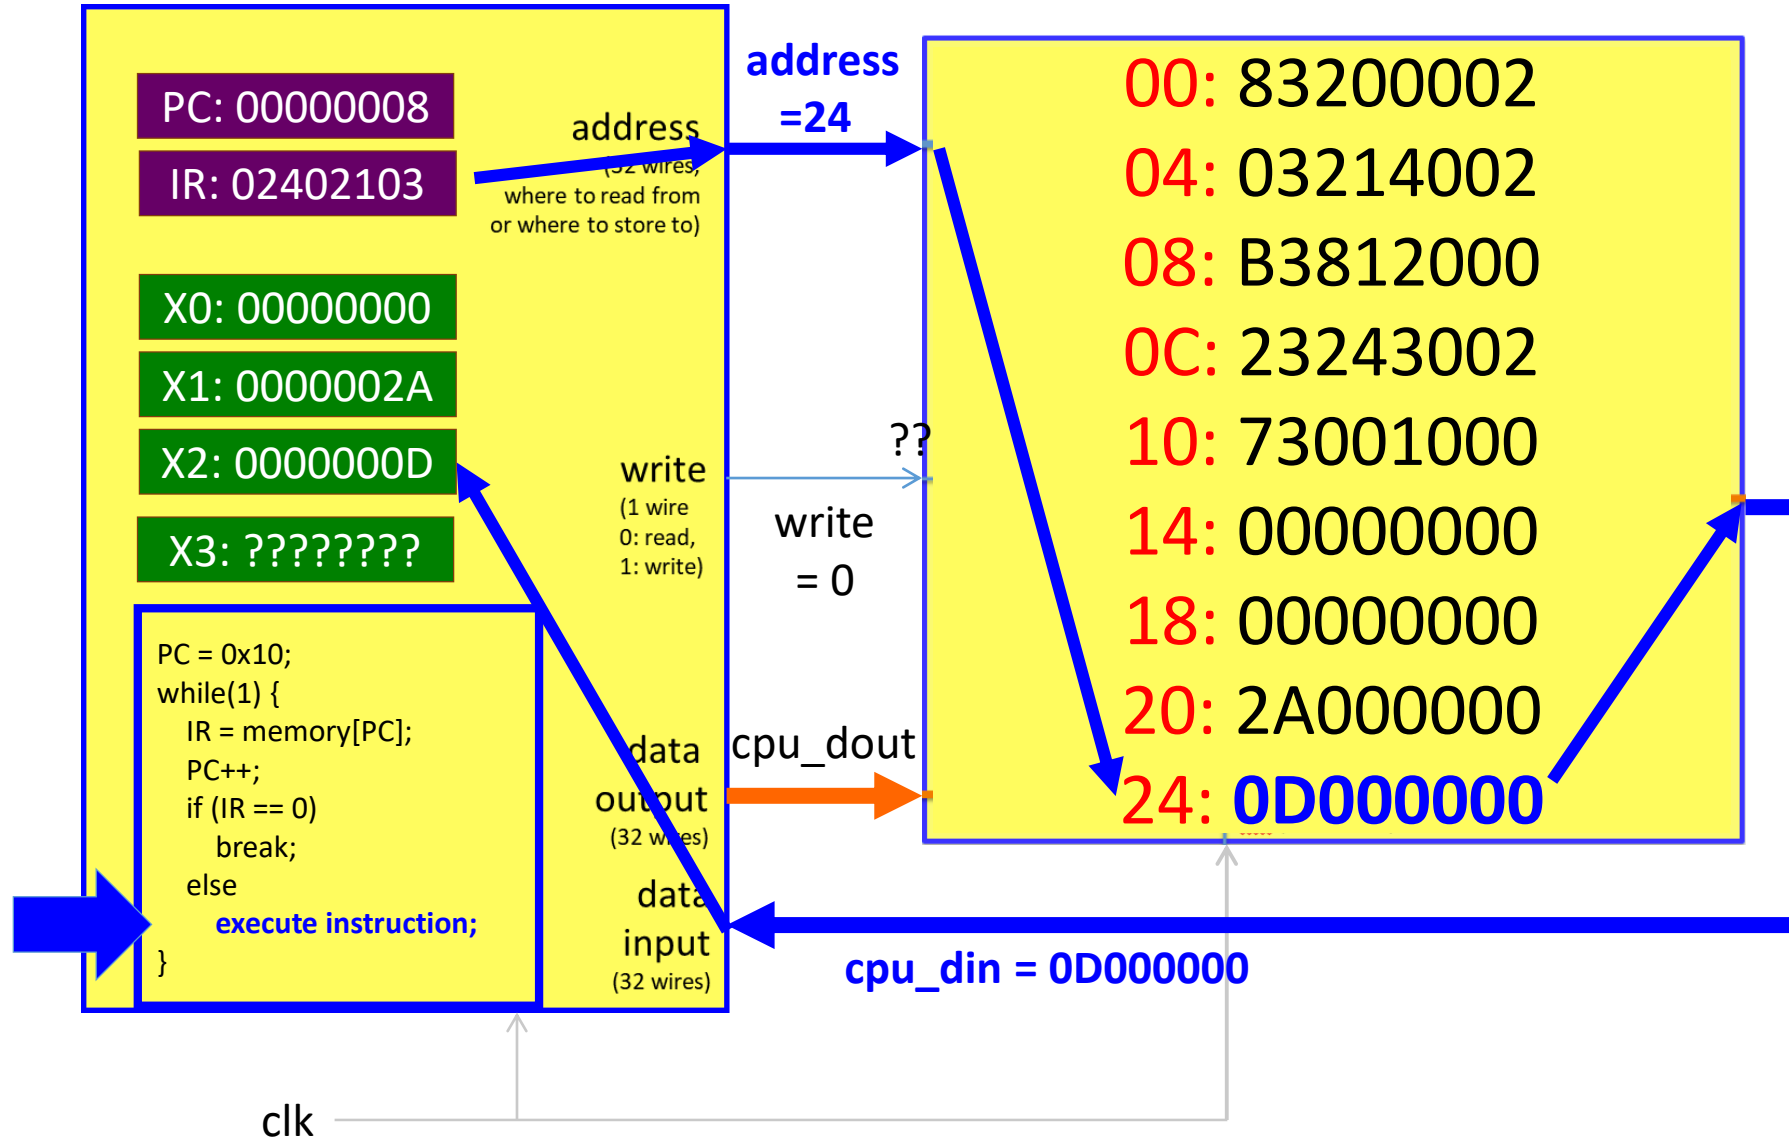 PC: 00000008
IR: 02402103
X0: 00000000
X1: 0000002A
X2: 0000000D
X3: ????????
PC = 0x10;
while(1) {
IR = memory[PC];
PC++;
if (IR == 0)
break;
else
execute instruction;
}
address
(32 wires,
where to read from
or where to store to)
write
(1 wire
0: read,
1: write)
data
output
(32 wires)
data
input
(32 wires)
address
=24
??
write
= 0
cpu_dout
cpu_din = 0D000000
00: 83200002
04: 03214002
08: B3812000
0C: 23243002
10: 73001000
14: 00000000
18: 00000000
20: 2A000000
24: 0D000000
clk